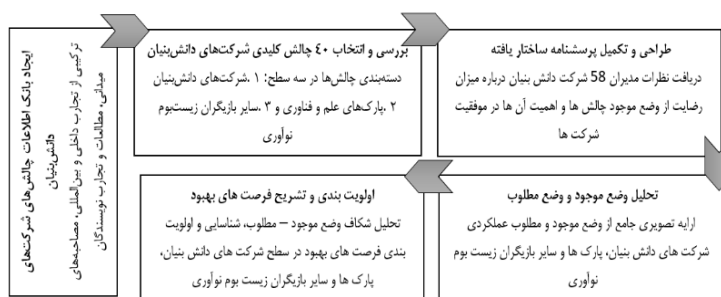 ایجاد بانک اطلاعات چالش‌های شرکت‌های
دانش‌بنیان
ترکیبی از تجارب داخلی و بین‌المللی، مصاحبه‌های
میدانی، مطالعات و تجارب نویسندگان
بررسی و انتخاب ٤٠ چالش کلیدی شرکت‌های دانش‌بنیان
دسته‌بندی چالش‌ها در سه سطح: ۱ .شرکت‌های دانش‌بنیان
۲ .پارک‌های علم و فناوری و ۳ .سایر بازیگران زیست‌بوم
نوآوری
طراحی و تکمیل پرسشنامه ساختار یافته
دریافت نظرات مدیران 58 شرکت دانش بنیان درباره میزان
رضایت از وضع موجود چالش ها و اهمیت آن ها در موفقیت
شرکت ها
تحلیل وضع موجود و وضع مطلوب
ارایه تصویری جامع از وضع موجود و مطلوب عملکردی
شرکت های دانش بنیان، پارک ها و سایر بازیگران زیست بوم
نوآوری
اولویت بندی و تشریح فرصت های بهبود
تحلیل شکاف وضع موجود – مطلوب، شناسایی و اولویت
بندی فرصت های بهبود در سطح شرکت های دانش بنیان،
پارک ها و سایر بازیگران زیست بوم نوآوری